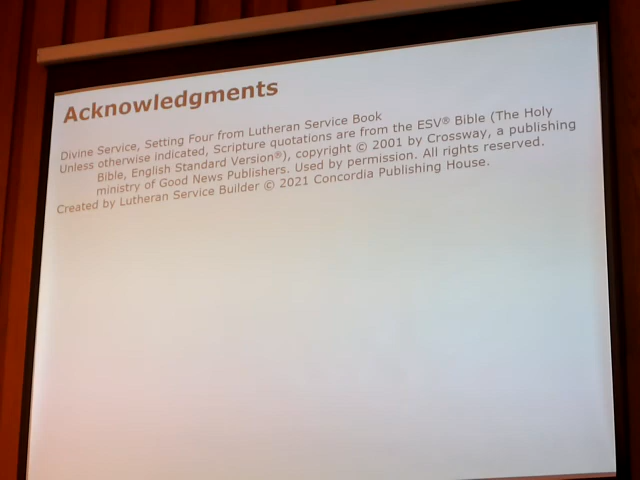 Acknowledgments
Divine Service, Setting Four from Lutheran Service Book
Unless otherwise indicated, Scripture quotations are from the ESV® Bible (The Holy
Bible, English Standard Version®), copyright © 2001 by Crossway, a publishing
ministry of Good News Publishers. Used by permission. All rights reserved.
Created by Lutheran Service Builder © 2021 Concordia Publishing House.